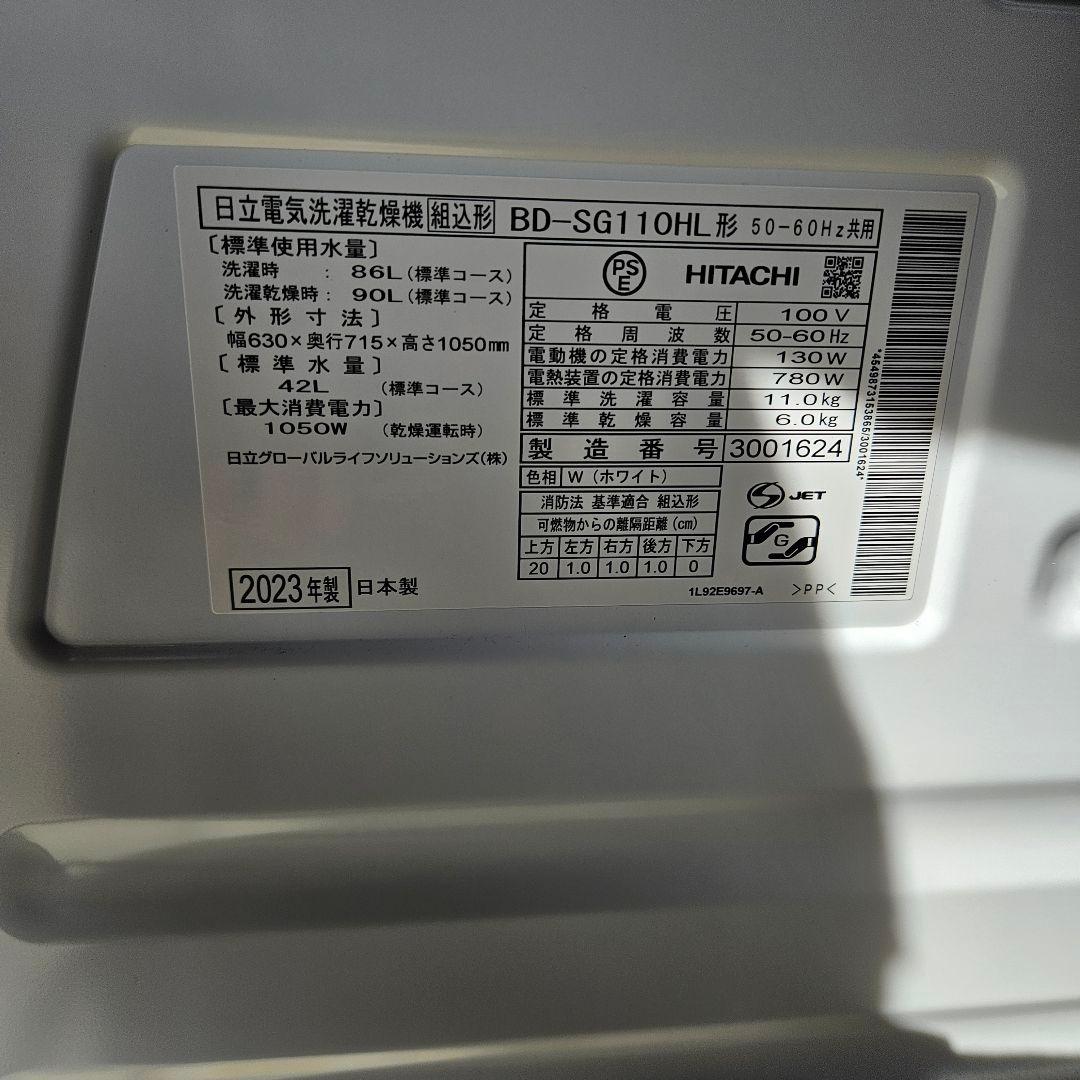 日立電気洗濯乾燥機 組込形 BD-SG110HL形 50-60Hz共用
〔標準使用水量〕
洗濯時 : 86L(標準コース)
洗濯乾燥時: 90L(標準コース)
〔外形寸法〕
幅630×奥行715×高さ1050mm
〔標準水量〕
42L (標準コース)
〔最大消費電力〕
1050W (乾燥運転時)
日立グローバルライフソリューションズ(株)
2023年製 日本製
PSE HITACHI
定格電圧 100V
定格周波数 50-60Hz
電動機の定格消費電力 130W
電熱装置の定格消費電力 780W
標準洗濯容量 11.0kg
標準乾燥容量 6.0kg
製造番号 3001624
色相 W(ホワイト)
消防法 基準適合 組込形
可燃物からの離隔距離(cm)
上方 左方 右方 後方 下方
20 1.0 1.0 1.0 0
S JET
G
1L92E9697-A >PP<
*4549873153865/3001624*